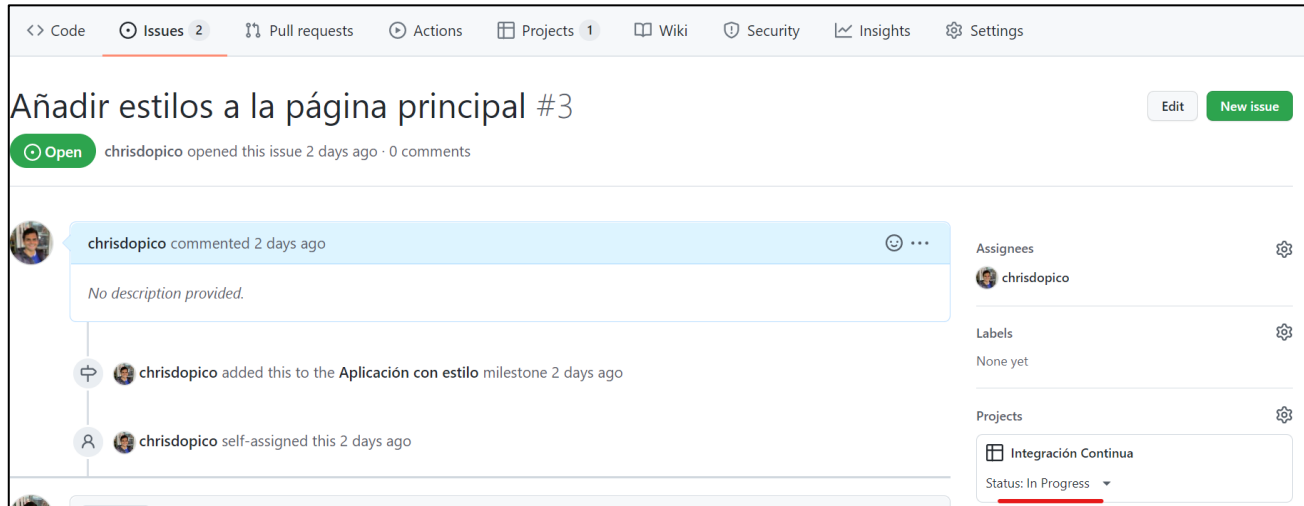 Code Issues 2 Pull requests Actions Projects 1 Wiki Security Insights Settings
Añadir estilos a la página principal #3
Edit New issue
Open chrisdopico opened this issue 2 days ago · 0 comments
chrisdopico commented 2 days ago
No description provided.
chrisdopico added this to the Aplicación con estilo milestone 2 days ago
chrisdopico self-assigned this 2 days ago
Assignees
chrisdopico
Labels
None yet
Projects
Integración Continua
Status: In Progress